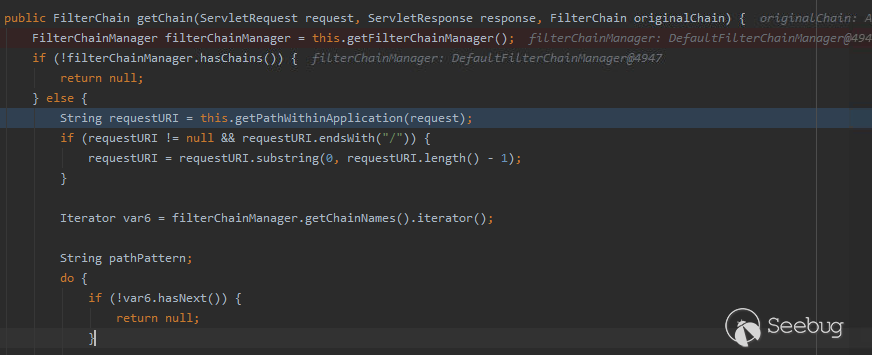 public FilterChain getChain(ServletRequest request, ServletResponse response, FilterChain originalChain) {  originalChain: A
    FilterChainManager filterChainManager = this.getFilterChainManager();  filterChainManager: DefaultFilterChainManager@494
    if (!filterChainManager.hasChains()) {  filterChainManager: DefaultFilterChainManager@4947
        return null;
    } else {
        String requestURI = this.getPathWithinApplication(request);
        if (requestURI != null && requestURI.endsWith("/")) {
            requestURI = requestURI.substring(0, requestURI.length() - 1);
        }
        Iterator var6 = filterChainManager.getChainNames().iterator();
        String pathPattern;
        do {
            if (!var6.hasNext()) {
                return null;
            }
Seebug